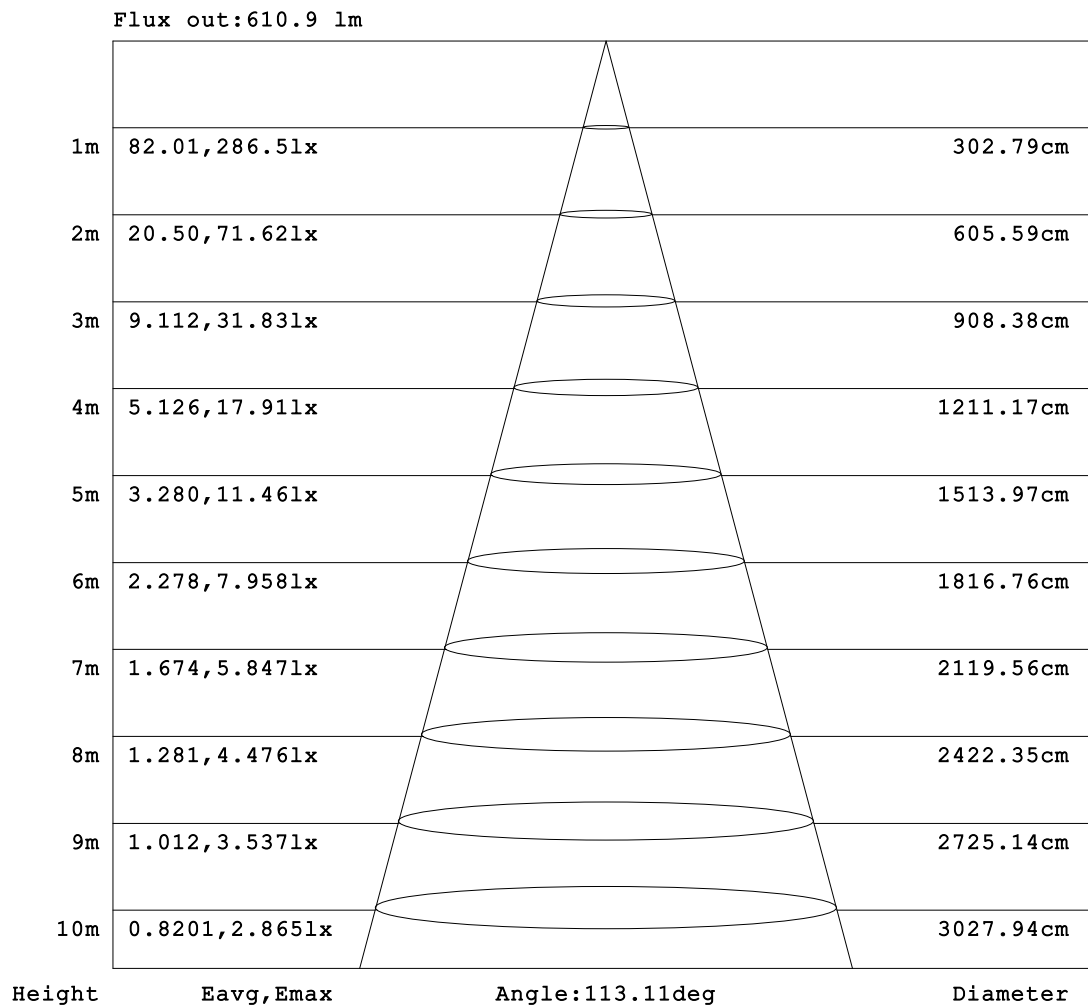 Flux out:610.9 lm
1m 82.01,286.5lx 302.79cm
2m 20.50,71.62lx 605.59cm
3m 9.112,31.83lx 908.38cm
4m 5.126,17.91lx 1211.17cm
5m 3.280,11.46lx 1513.97cm
6m 2.278,7.958lx 1816.76cm
7m 1.674,5.847lx 2119.56cm
8m 1.281,4.476lx 2422.35cm
9m 1.012,3.537lx 2725.14cm
10m 0.8201,2.865lx 3027.94cm
Height Eavg,Emax Angle:113.11deg Diameter